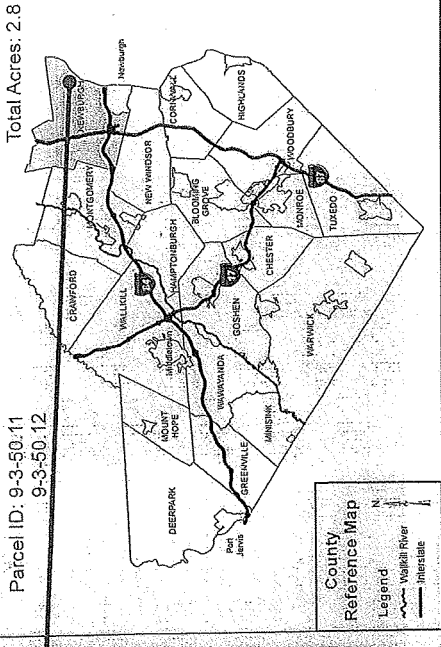 Parcel ID: 9-3-50.11
9-3-50.12
Total Acres: 2.8
NEWBURGH
Newburgh
MONTGOMERY
CRAWFORD
CORNWALL
NEW WINDSOR
HIGHLANDS
WALLKILL
HAMPTONBURGH
BLOOMING
GROVE
WOODBURY
MONROE
TUXEDO
CHESTER
GOSHEN
Middletown
MOUNT
HOPE
DEERPARK
WAWAYANDA
WARWICK
MINISINK
GREENVILLE
Port
Jervis
County
Reference Map
Legend
N
Wallkill River
Interstate